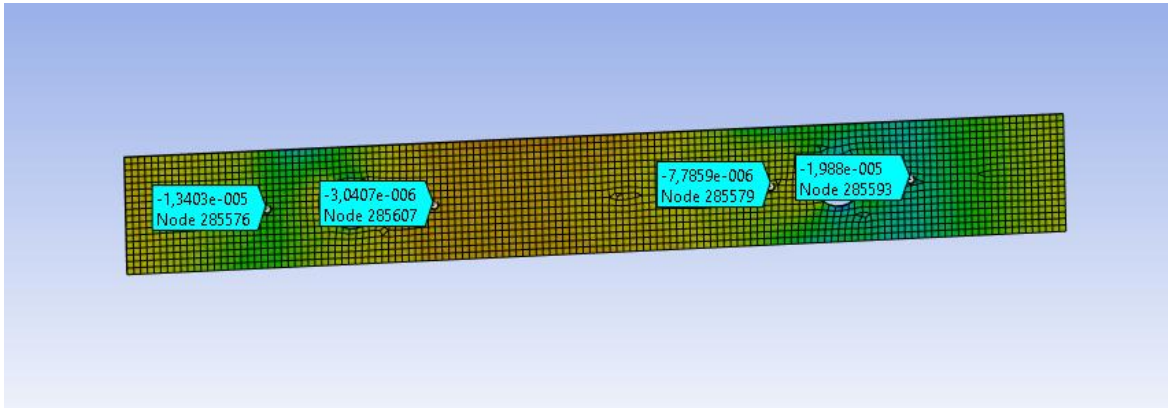 -1,3403e-005
Node 285576
-3,0407e-006
Node 285607
-7,7859e-006
Node 285579
-1,988e-005
Node 285593